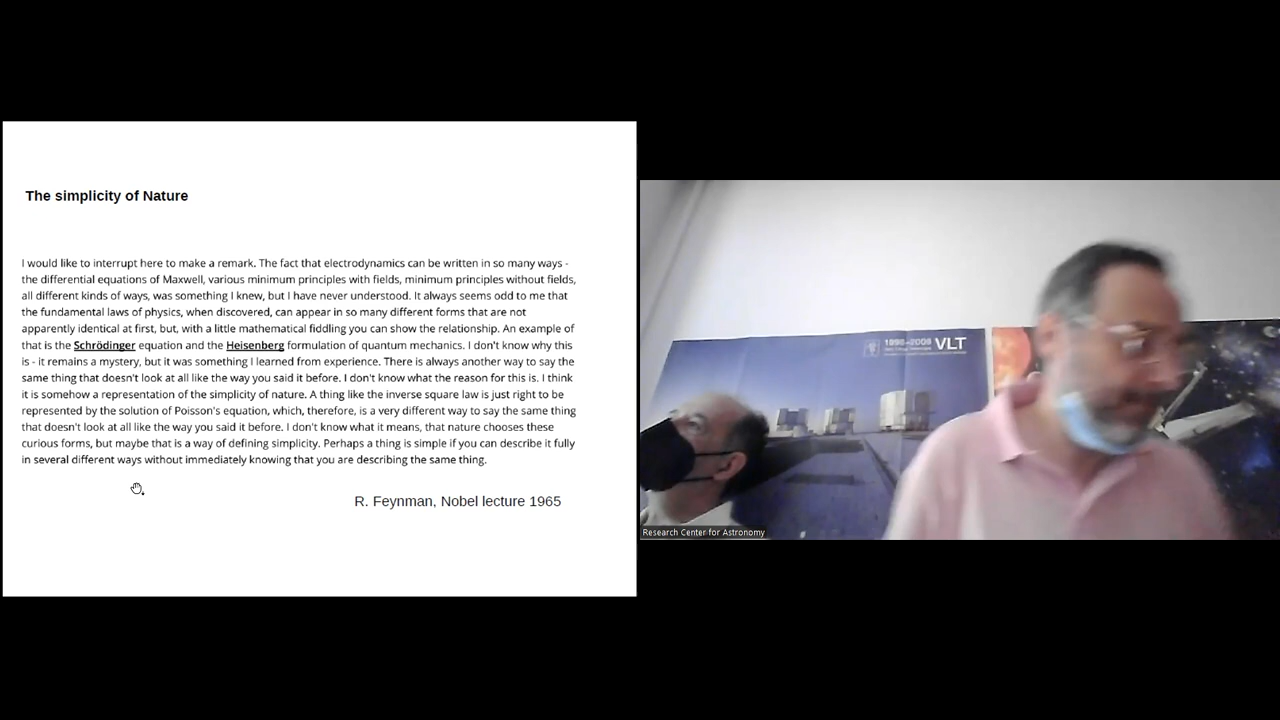 The simplicity of Nature
I would like to interrupt here to make a remark. The fact that electrodynamics can be written in so many ways -
the differential equations of Maxwell, various minimum principles with fields, minimum principles without fields,
all different kinds of ways, was something I knew, but I have never understood. It always seems odd to me that
the fundamental laws of physics, when discovered, can appear in so many different forms that are not
apparently identical at first, but, with a little mathematical fiddling you can show the relationship. An example of
that is the Schrödinger equation and the Heisenberg formulation of quantum mechanics. I don't know why this
is - it remains a mystery, but it was something I learned from experience. There is always another way to say the
same thing that doesn't look at all like the way you said it before. I don't know what the reason for this is. I think
it is somehow a representation of the simplicity of nature. A thing like the inverse square law is just right to be
represented by the solution of Poisson's equation, which, therefore, is a very different way to say the same thing
that doesn't look at all like the way you said it before. I don't know what it means, that nature chooses these
curious forms, but maybe that is a way of defining simplicity. Perhaps a thing is simple if you can describe it fully
in several different ways without immediately knowing that you are describing the same thing.
R. Feynman, Nobel lecture 1965
VLT
Research Center for Astronomy